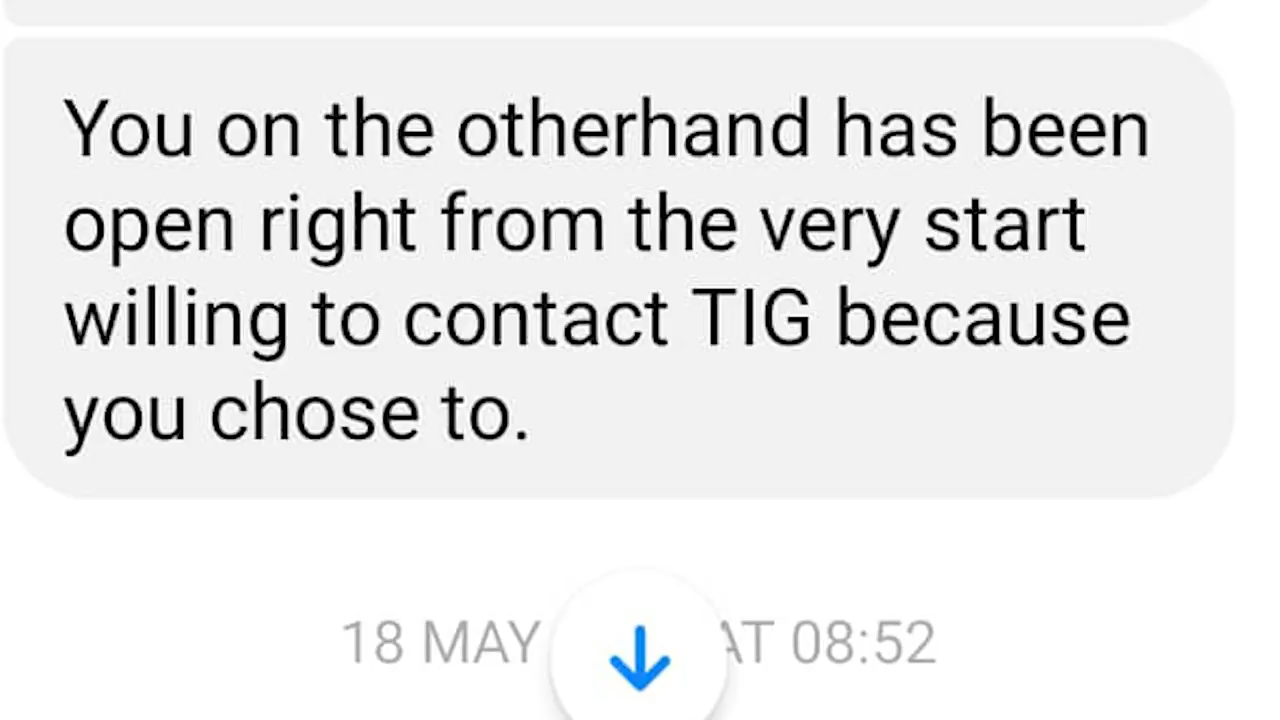 You on the otherhand has been
open right from the very start
willing to contact TIG because
you chose to.
18 MAY AT 08:52